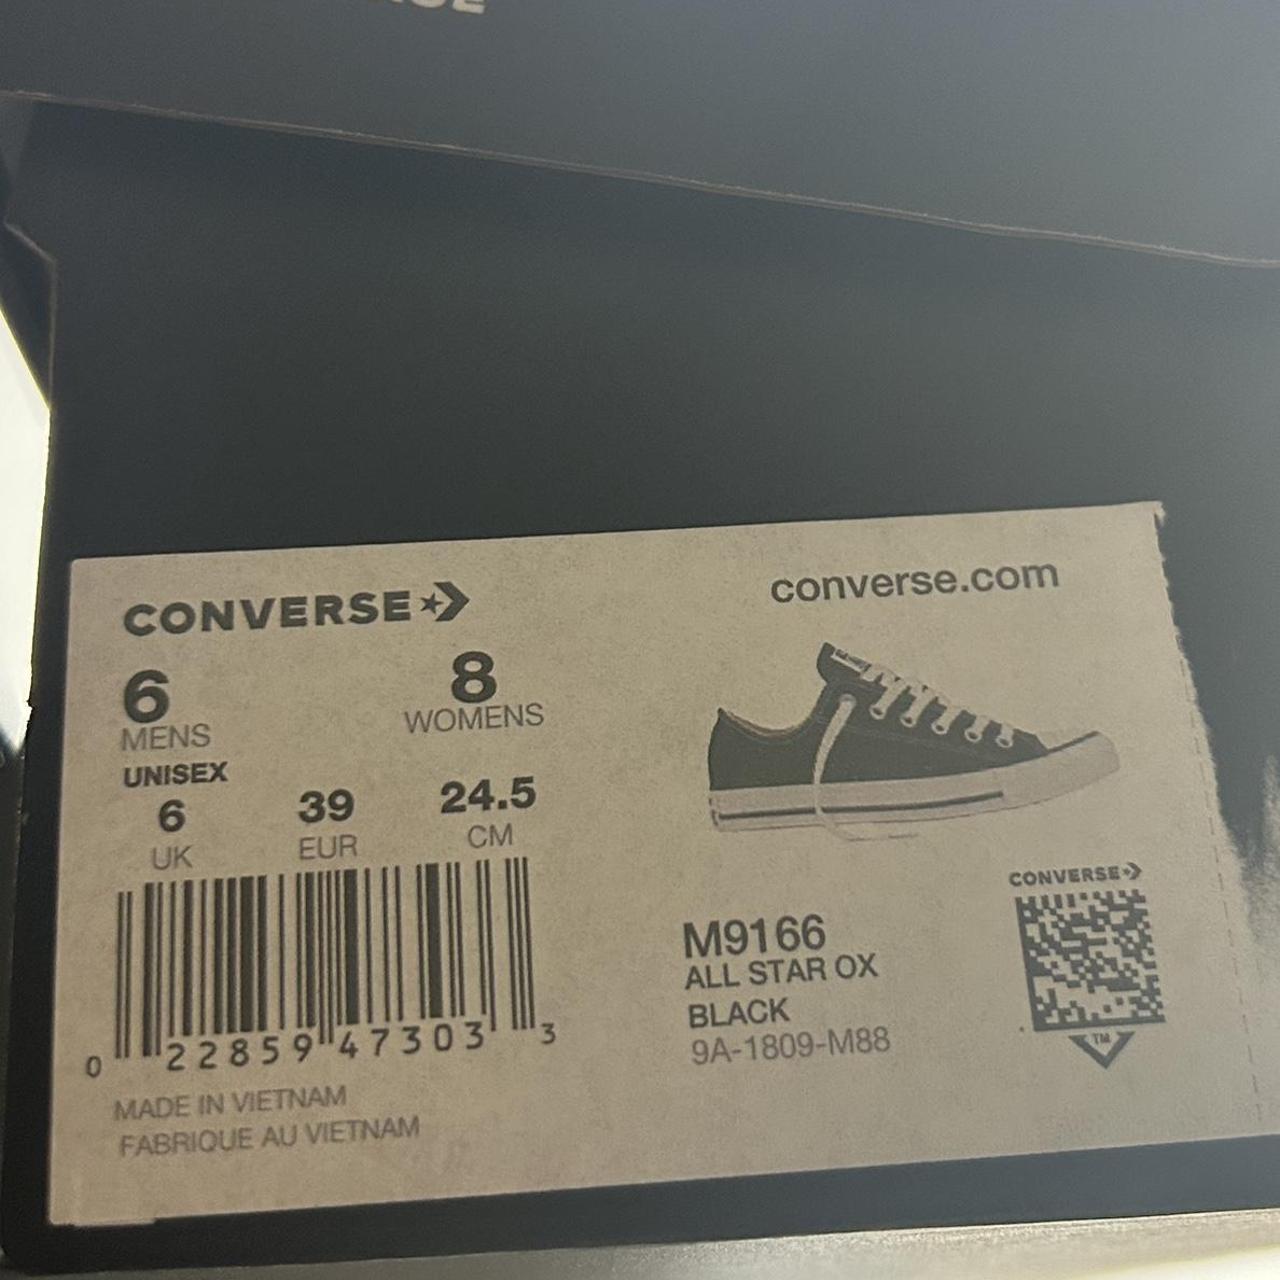 CONVERSE
converse.com
6 8
MENS WOMENS
UNISEX
6 39 24.5
UK EUR CM
CONVERSE
M9166
ALL STAR OX
BLACK
9A-1809-M88
TM
0 22859 47303 3
MADE IN VIETNAM
FABRIQUE AU VIETNAM